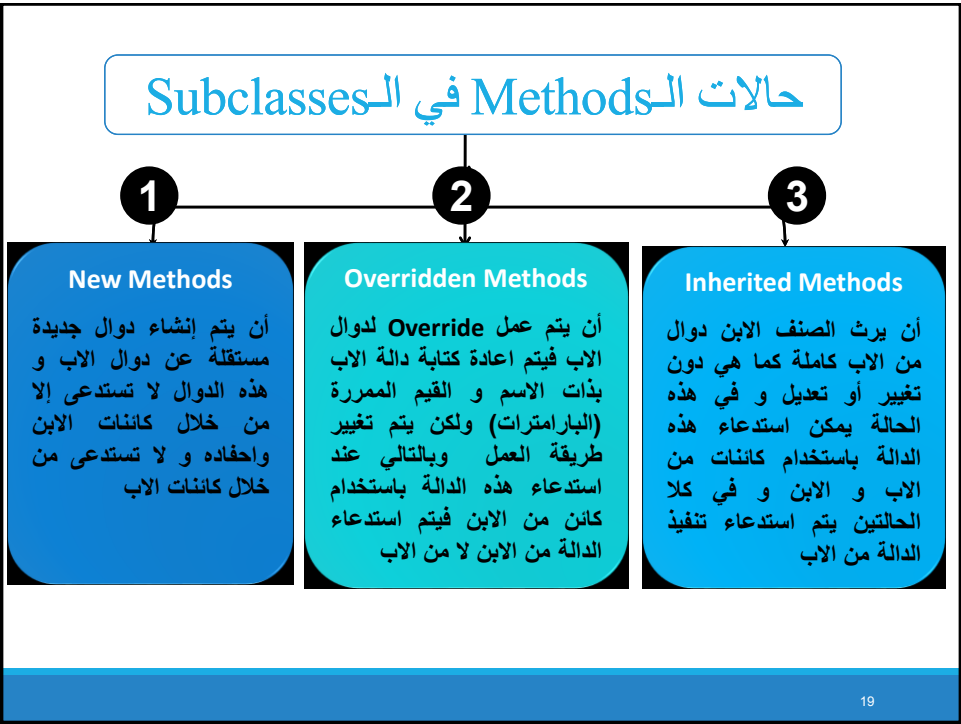 حالات الـMethods في الـSubclasses
1
2
3
New Methods
أن يتم إنشاء دوال جديدة
مستقلة عن دوال الاب و
هذه الدوال لا تستدعى إلا
من خلال كائنات الابن
واحفاده و لا تستدعى من
خلال كائنات الاب
Overridden Methods
أن يتم عمل Override لدوال
الاب فيتم اعادة كتابة دالة الاب
بذات الاسم و القيم الممررة
(البارامترات) ولكن يتم تغيير
طريقة العمل وبالتالي عند
استدعاء هذه الدالة باستخدام
كائن من الابن فيتم استدعاء
الدالة من الابن لا من الاب
Inherited Methods
أن يرث الصنف الابن دوال
من الاب كاملة كما هي دون
تغيير أو تعديل و في هذه
الحالة يمكن استدعاء هذه
الدالة باستخدام كائنات من
الاب و الابن و في كلا
الحالتين يتم استدعاء تنفيذ
الدالة من الاب
19